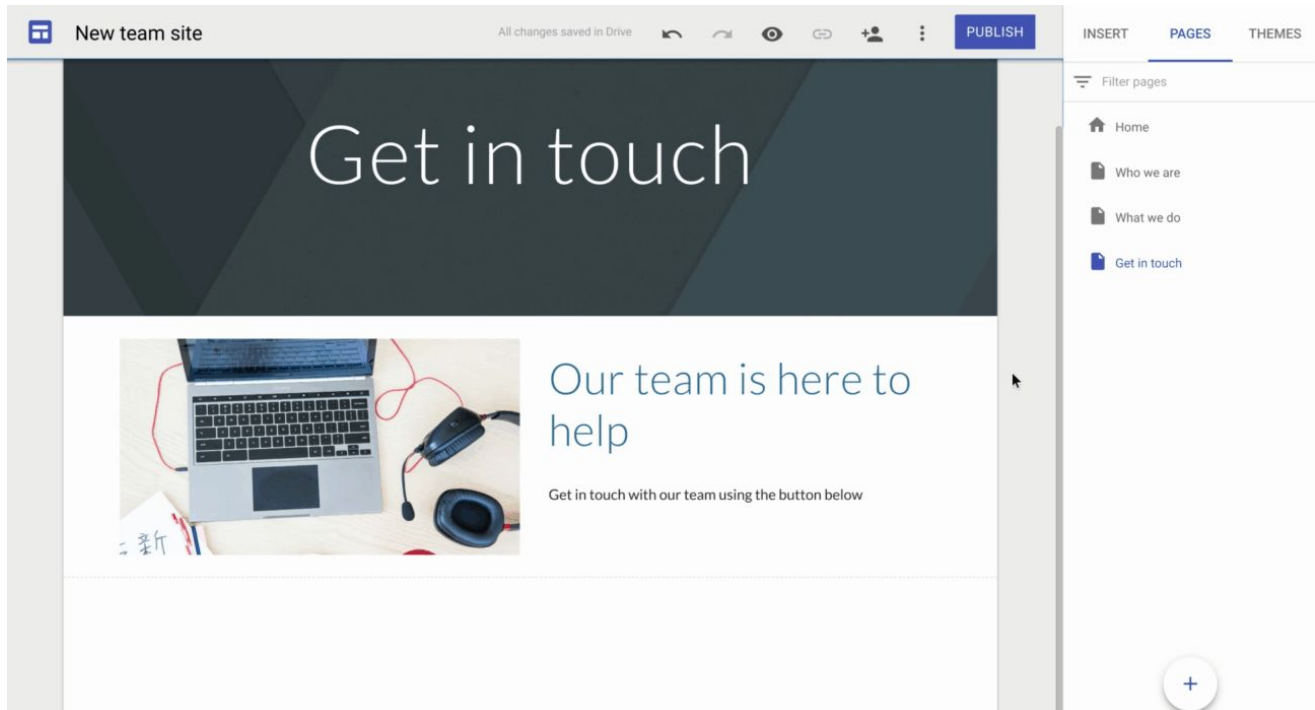 New team site
All changes saved in Drive
PUBLISH
INSERT PAGES THEMES
Filter pages
Home
Who we are
What we do
Get in touch
Get in touch
Our team is here to
help
Get in touch with our team using the button below
新